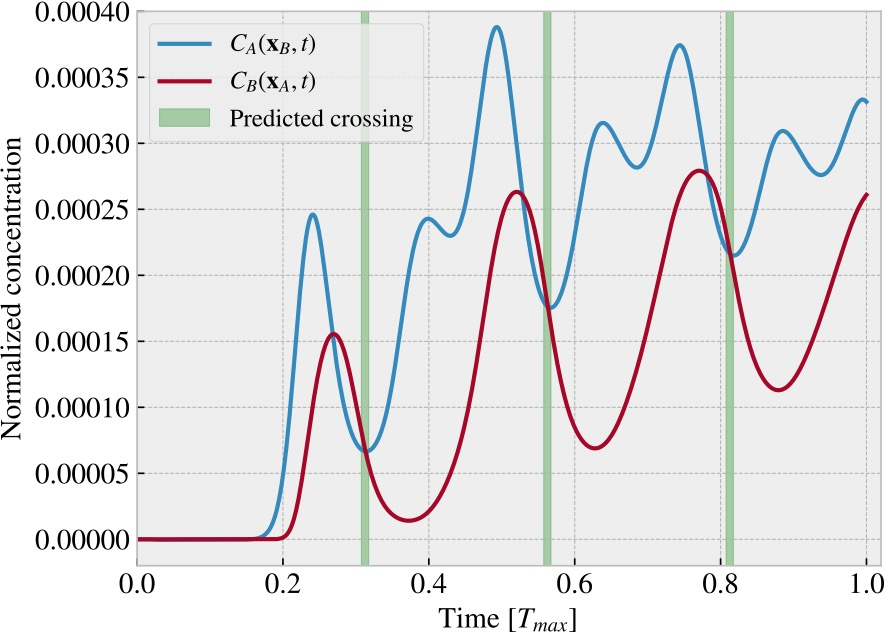 0.00040
0.00035
0.00030
0.00025
0.00020
0.00015
0.00010
0.00005
0.00000
Normalized concentration
C_A(x_B, t)
C_B(x_A, t)
Predicted crossing
0.0 0.2 0.4 0.6 0.8 1.0
Time [T_max]